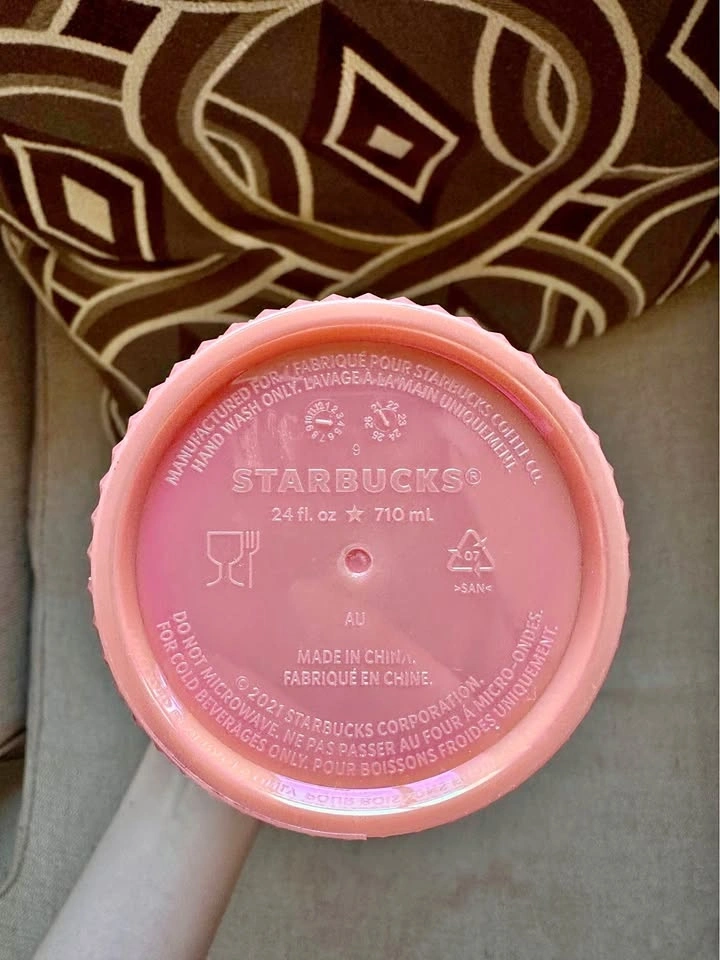 MANUFACTURED FOR / FABRIQUÉ POUR STARBUCKS COFFEE CO.
HAND WASH ONLY. LAVAGE À LA MAIN UNIQUEMENT.
9
STARBUCKS®
24 fl. oz ★ 710 mL
07
>SAN<
AU
MADE IN CHINA.
FABRIQUÉ EN CHINE.
© 2021 STARBUCKS CORPORATION.
DO NOT MICROWAVE. NE PAS PASSER AU FOUR À MICRO-ONDES.
FOR COLD BEVERAGES ONLY. POUR BOISSONS FROIDES UNIQUEMENT.